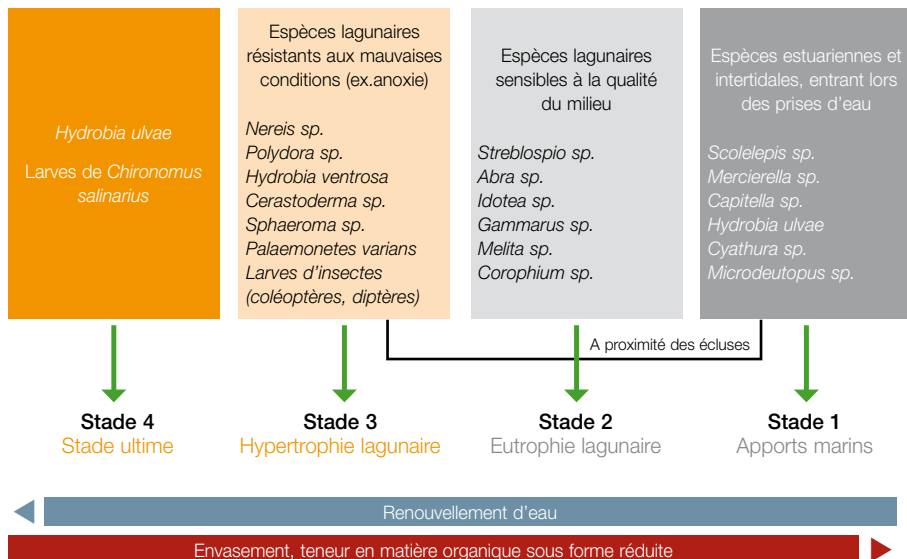 Hydrobia ulvae
Larves de Chironomus
salinarius
Espèces lagunaires
résistants aux mauvaises
conditions (ex.anoxie)
Nereis sp.
Polydora sp.
Hydrobia ventrosa
Cerastoderma sp.
Sphaeroma sp.
Palaemonetes varians
Larves d'insectes
(coléoptères, diptères)
Espèces lagunaires
sensibles à la qualité
du milieu
Streblospio sp.
Abra sp.
Idotea sp.
Gammarus sp.
Melita sp.
Corophium sp.
Espèces estuariennes et
intertidales, entrant lors
des prises d'eau
Scolelepis sp.
Mercierella sp.
Capitella sp.
Hydrobia ulvae
Cyathura sp.
Microdeutopus sp.
A proximité des écluses
Stade 4
Stade ultime
Stade 3
Hypertrophie lagunaire
Stade 2
Eutrophie lagunaire
Stade 1
Apports marins
Renouvellement d'eau
Envasement, teneur en matière organique sous forme réduite